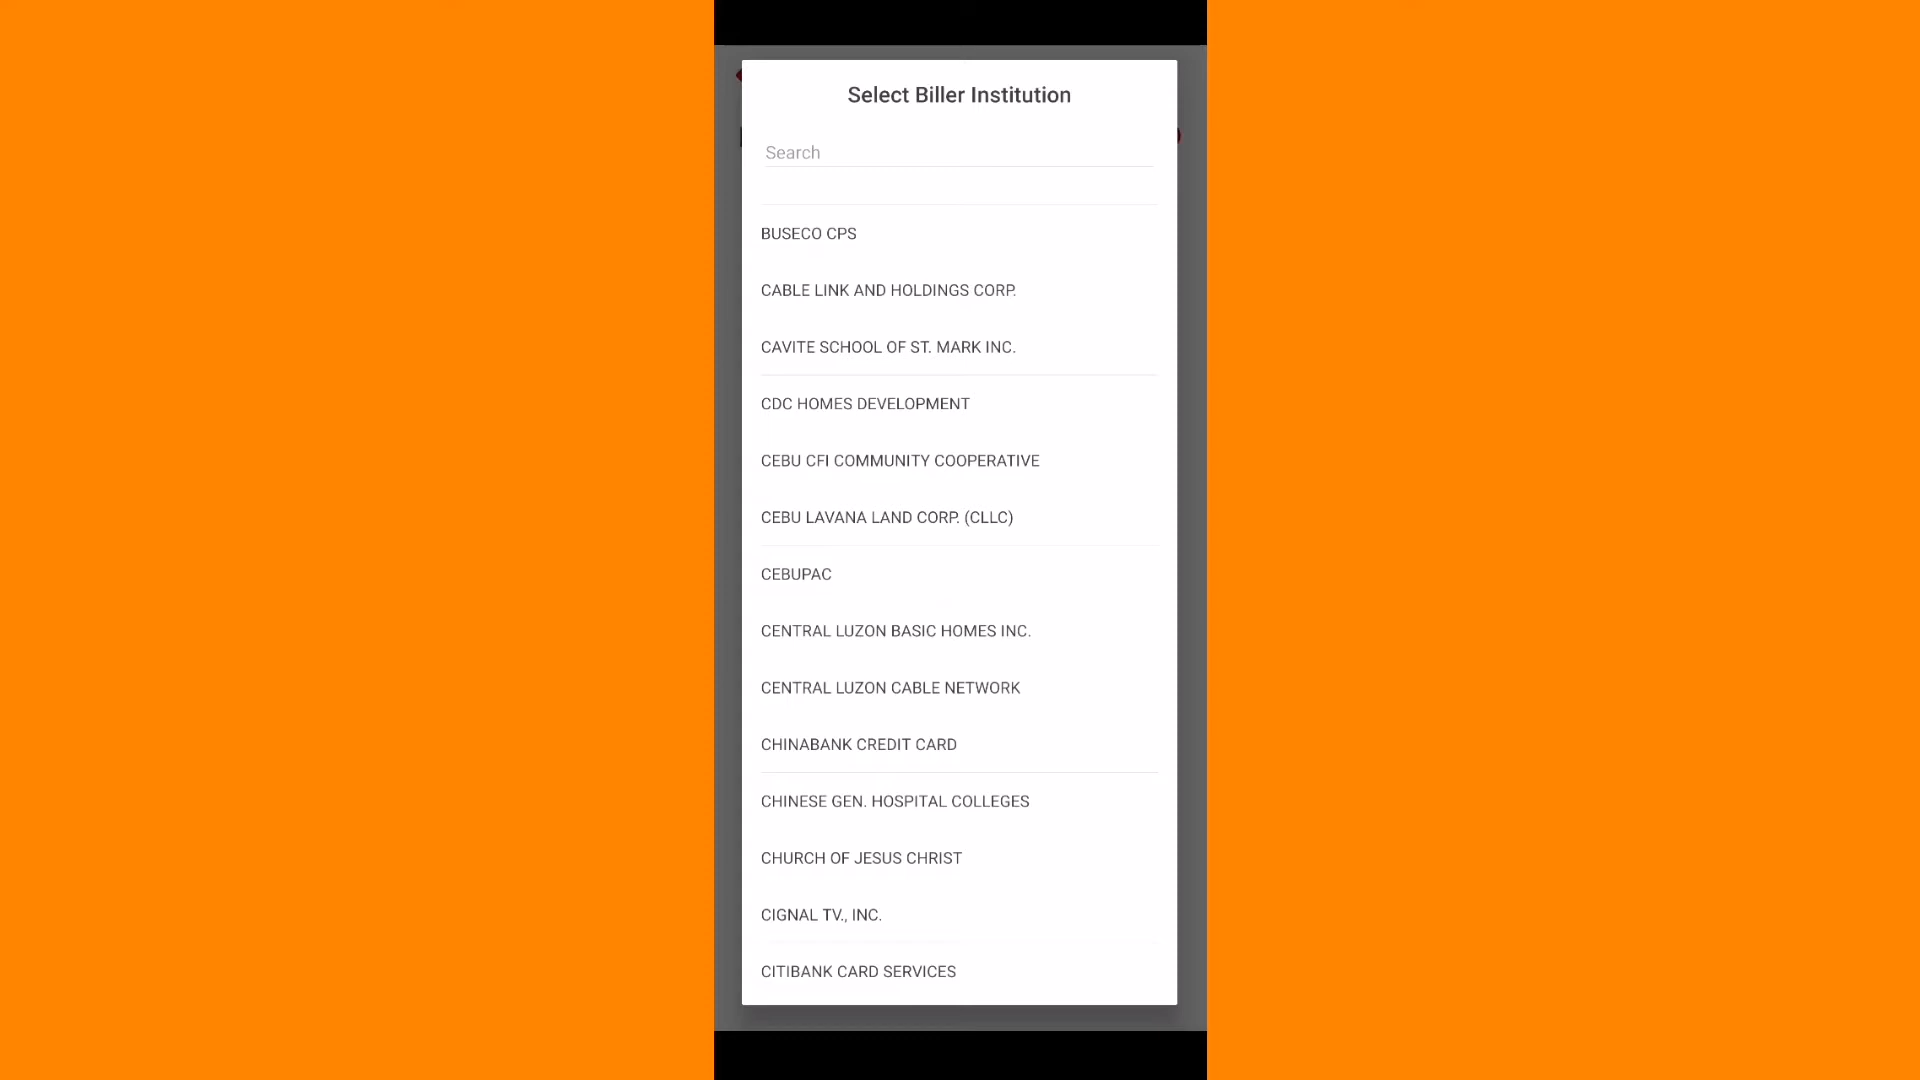 Select Biller Institution
Search
BUSECO CPS
CABLE LINK AND HOLDINGS CORP.
CAVITE SCHOOL OF ST. MARK INC.
CDC HOMES DEVELOPMENT
CEBU CFI COMMUNITY COOPERATIVE
CEBU LAVANA LAND CORP. (CLLC)
CEBUPAC
CENTRAL LUZON BASIC HOMES INC.
CENTRAL LUZON CABLE NETWORK
CHINABANK CREDIT CARD
CHINESE GEN. HOSPITAL COLLEGES
CHURCH OF JESUS CHRIST
CIGNAL TV., INC.
CITIBANK CARD SERVICES